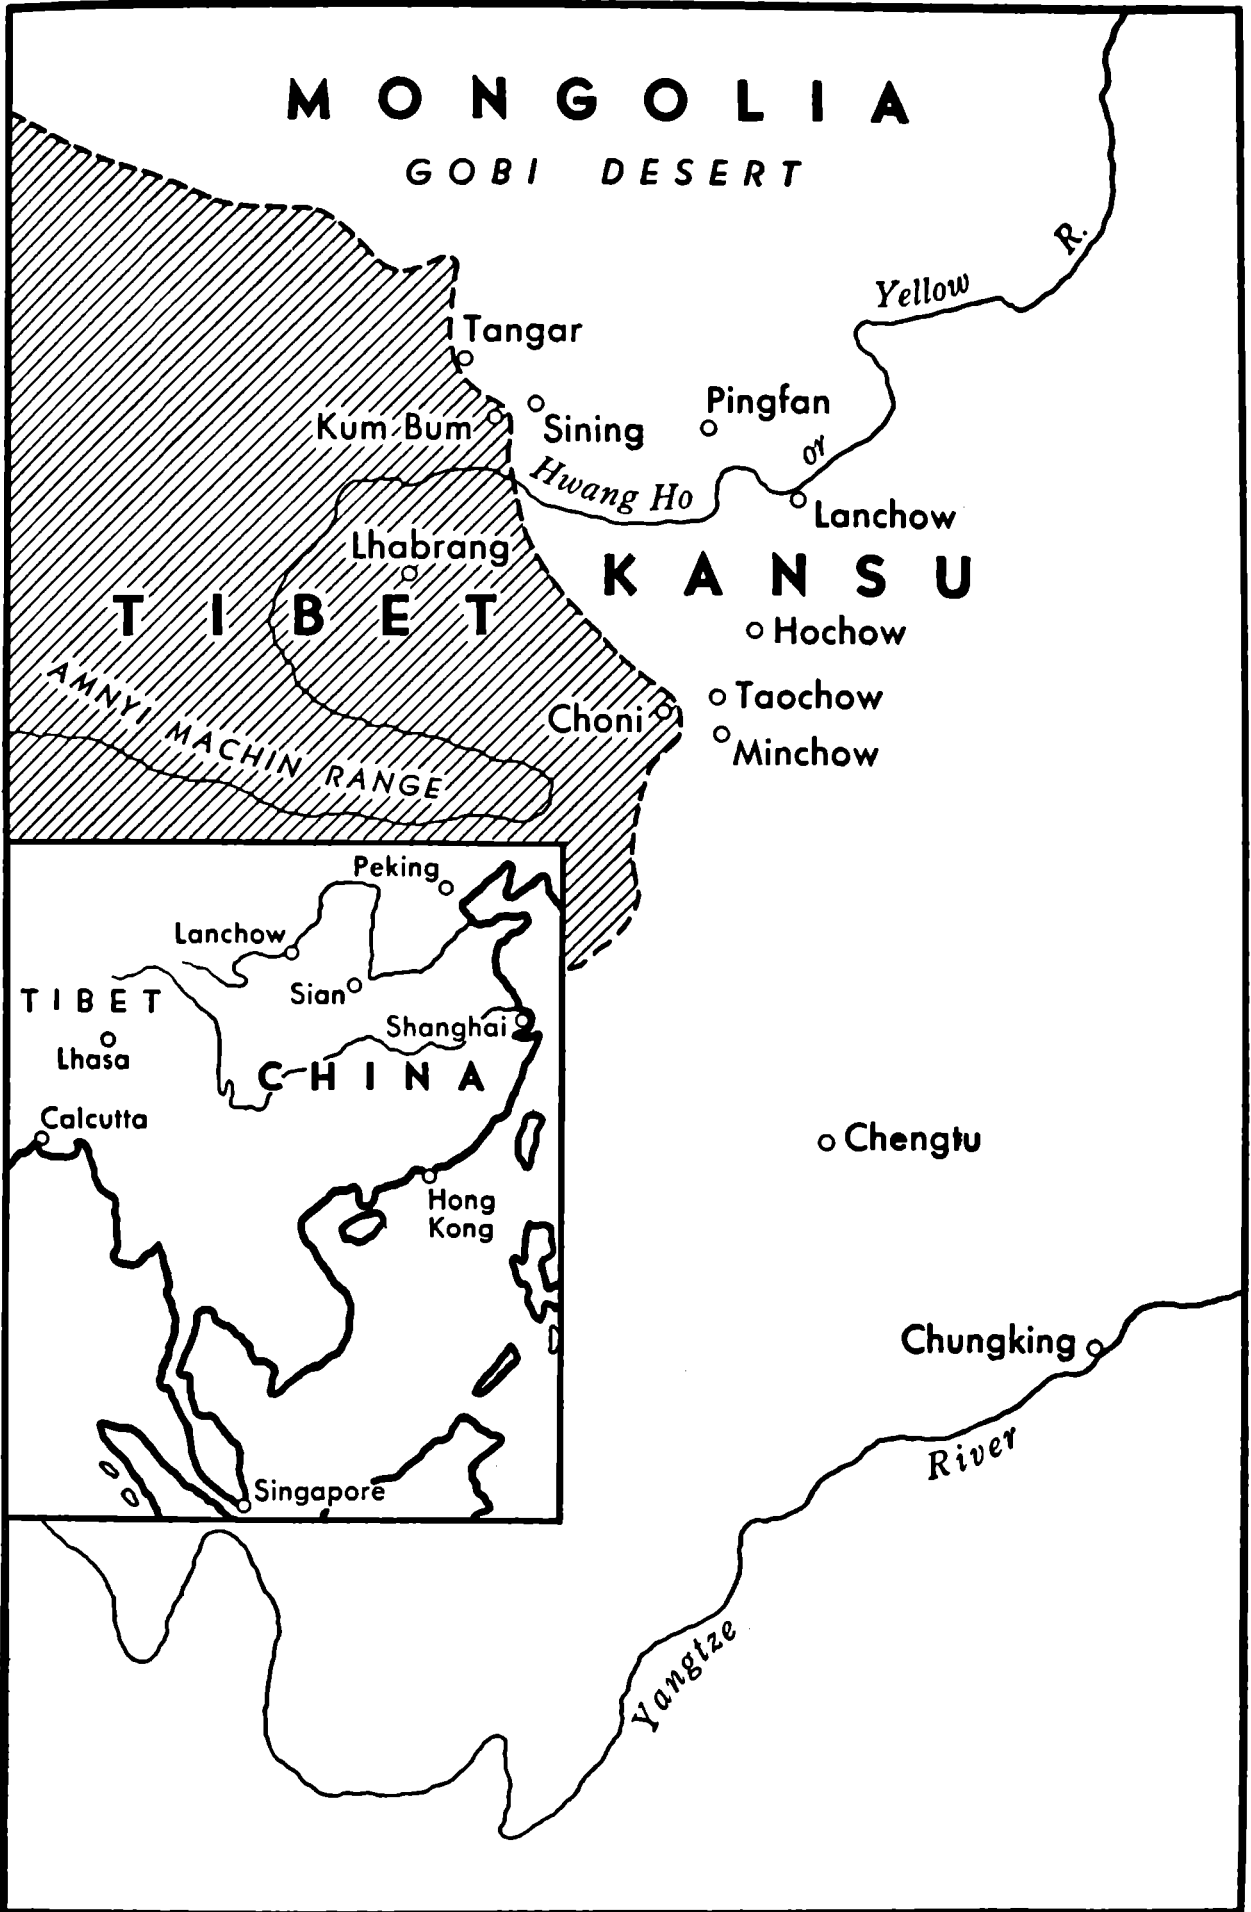 MONGOLIA
GOBI DESERT
Yellow
R.
Tangar
Kum Bum
Sining
Pingfan
or
Hwang Ho
Lanchow
Lhabrang
KANSU
TIBET
Hochow
AMNYI MACHIN RANGE
Choni
Taochow
Minchow
Peking
Lanchow
Sian
TIBET
Lhasa
Shanghai
CHINA
Calcutta
Hong
Kong
Singapore
Chengtu
Chungking
River
Yangtze